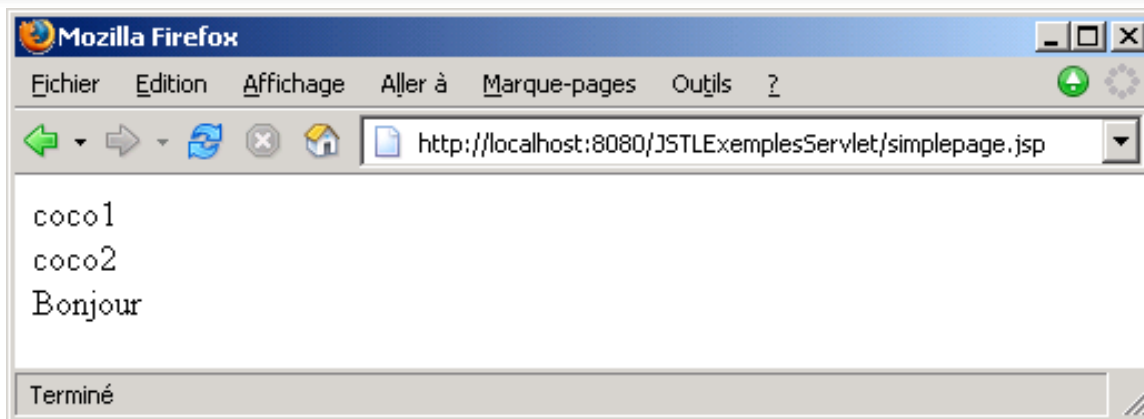 Mozilla Firefox
Fichier Edition Affichage Aller à Marque-pages Outils ?
http://localhost:8080/JSTLExemplesServlet/simplepage.jsp
coco1
coco2
Bonjour
Terminé